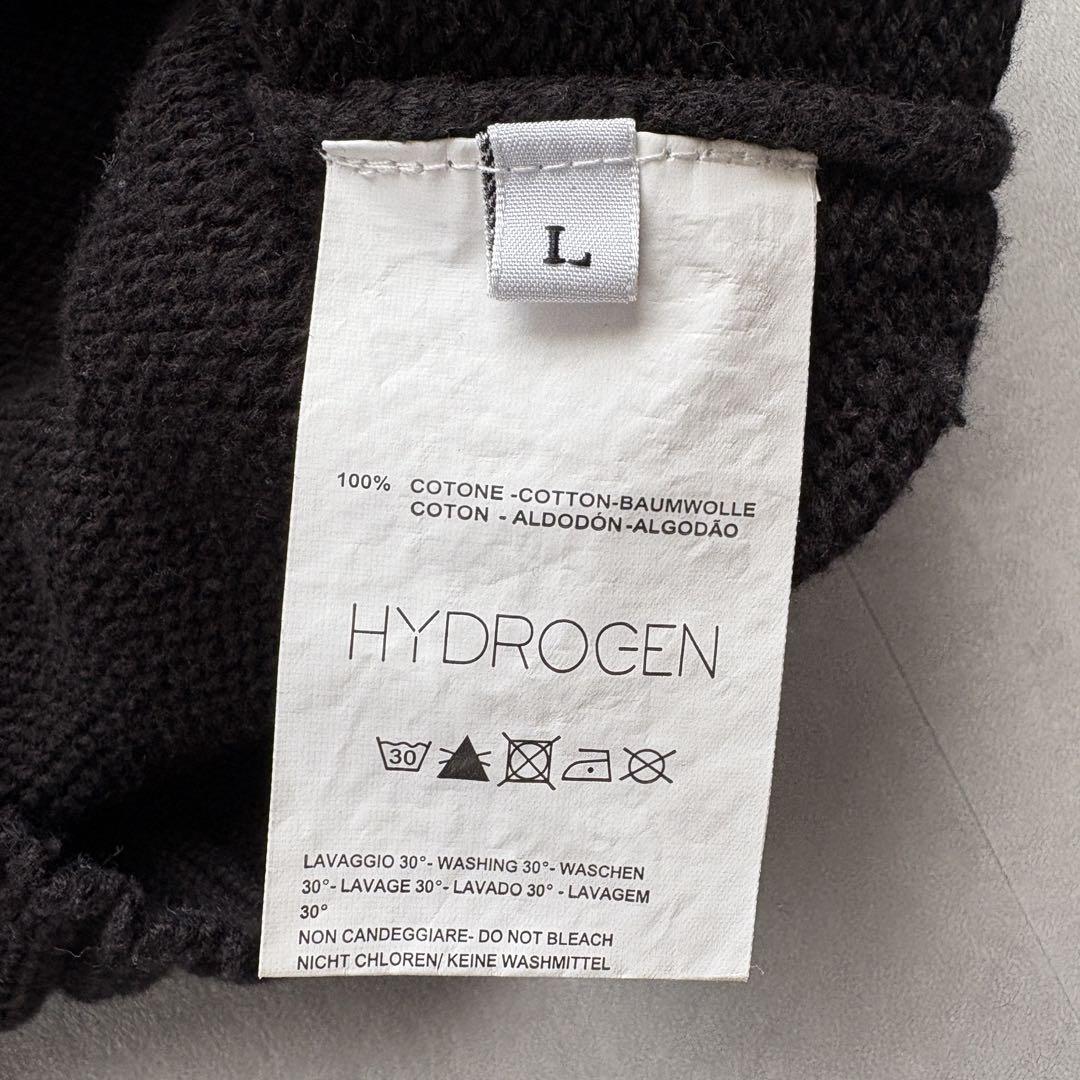 L
100% COTONE -COTTON-BAUMWOLLE
COTON - ALDODÓN -ALGODÃO
HYDROGEN
30
LAVAGGIO 30°- WASHING 30°- WASCHEN
30°- LAVAGE 30°- LAVADO 30° - LAVAGEM
30°
NON CANDEGGIARE- DO NOT BLEACH
NICHT CHLOREN/ KEINE WASHMITTEL